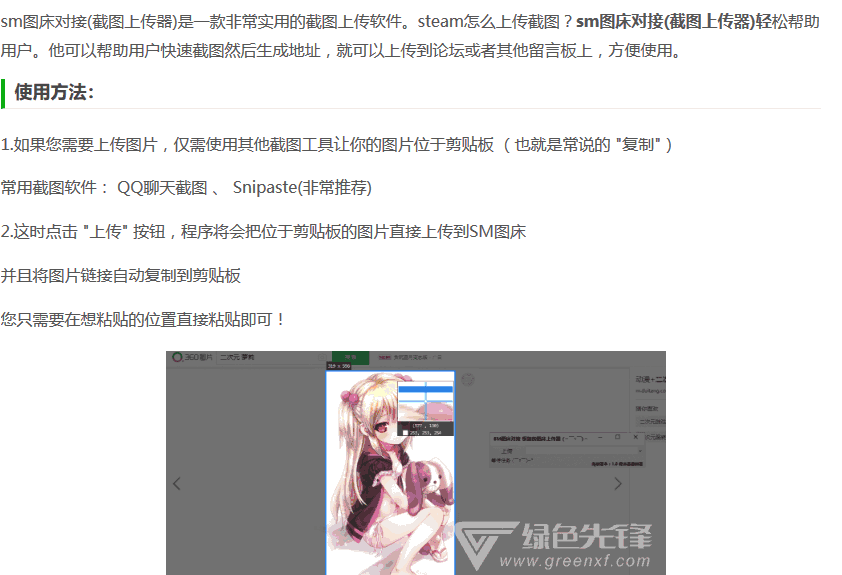 sm图床对接(截图上传器)是一款非常实用的截图上传软件。steam怎么上传截图？sm图床对接(截图上传器)轻松帮助
用户。他可以帮助用户快速截图然后生成地址，就可以上传到论坛或者其他留言板上，方便使用。
使用方法：
1.如果您需要上传图片，仅需使用其他截图工具让你的图片位于剪贴板 （ 也就是常说的 "复制" ）
常用截图软件： QQ聊天截图 、 Snipaste(非常推荐)
2.这时点击 "上传" 按钮，程序将会把位于剪贴板的图片直接上传到SM图床
并且将图片链接自动复制到剪贴板
您只需要在想粘贴的位置直接粘贴即可！
360图片 二次元 萝莉
上传
绿色先锋
www.greenxf.com